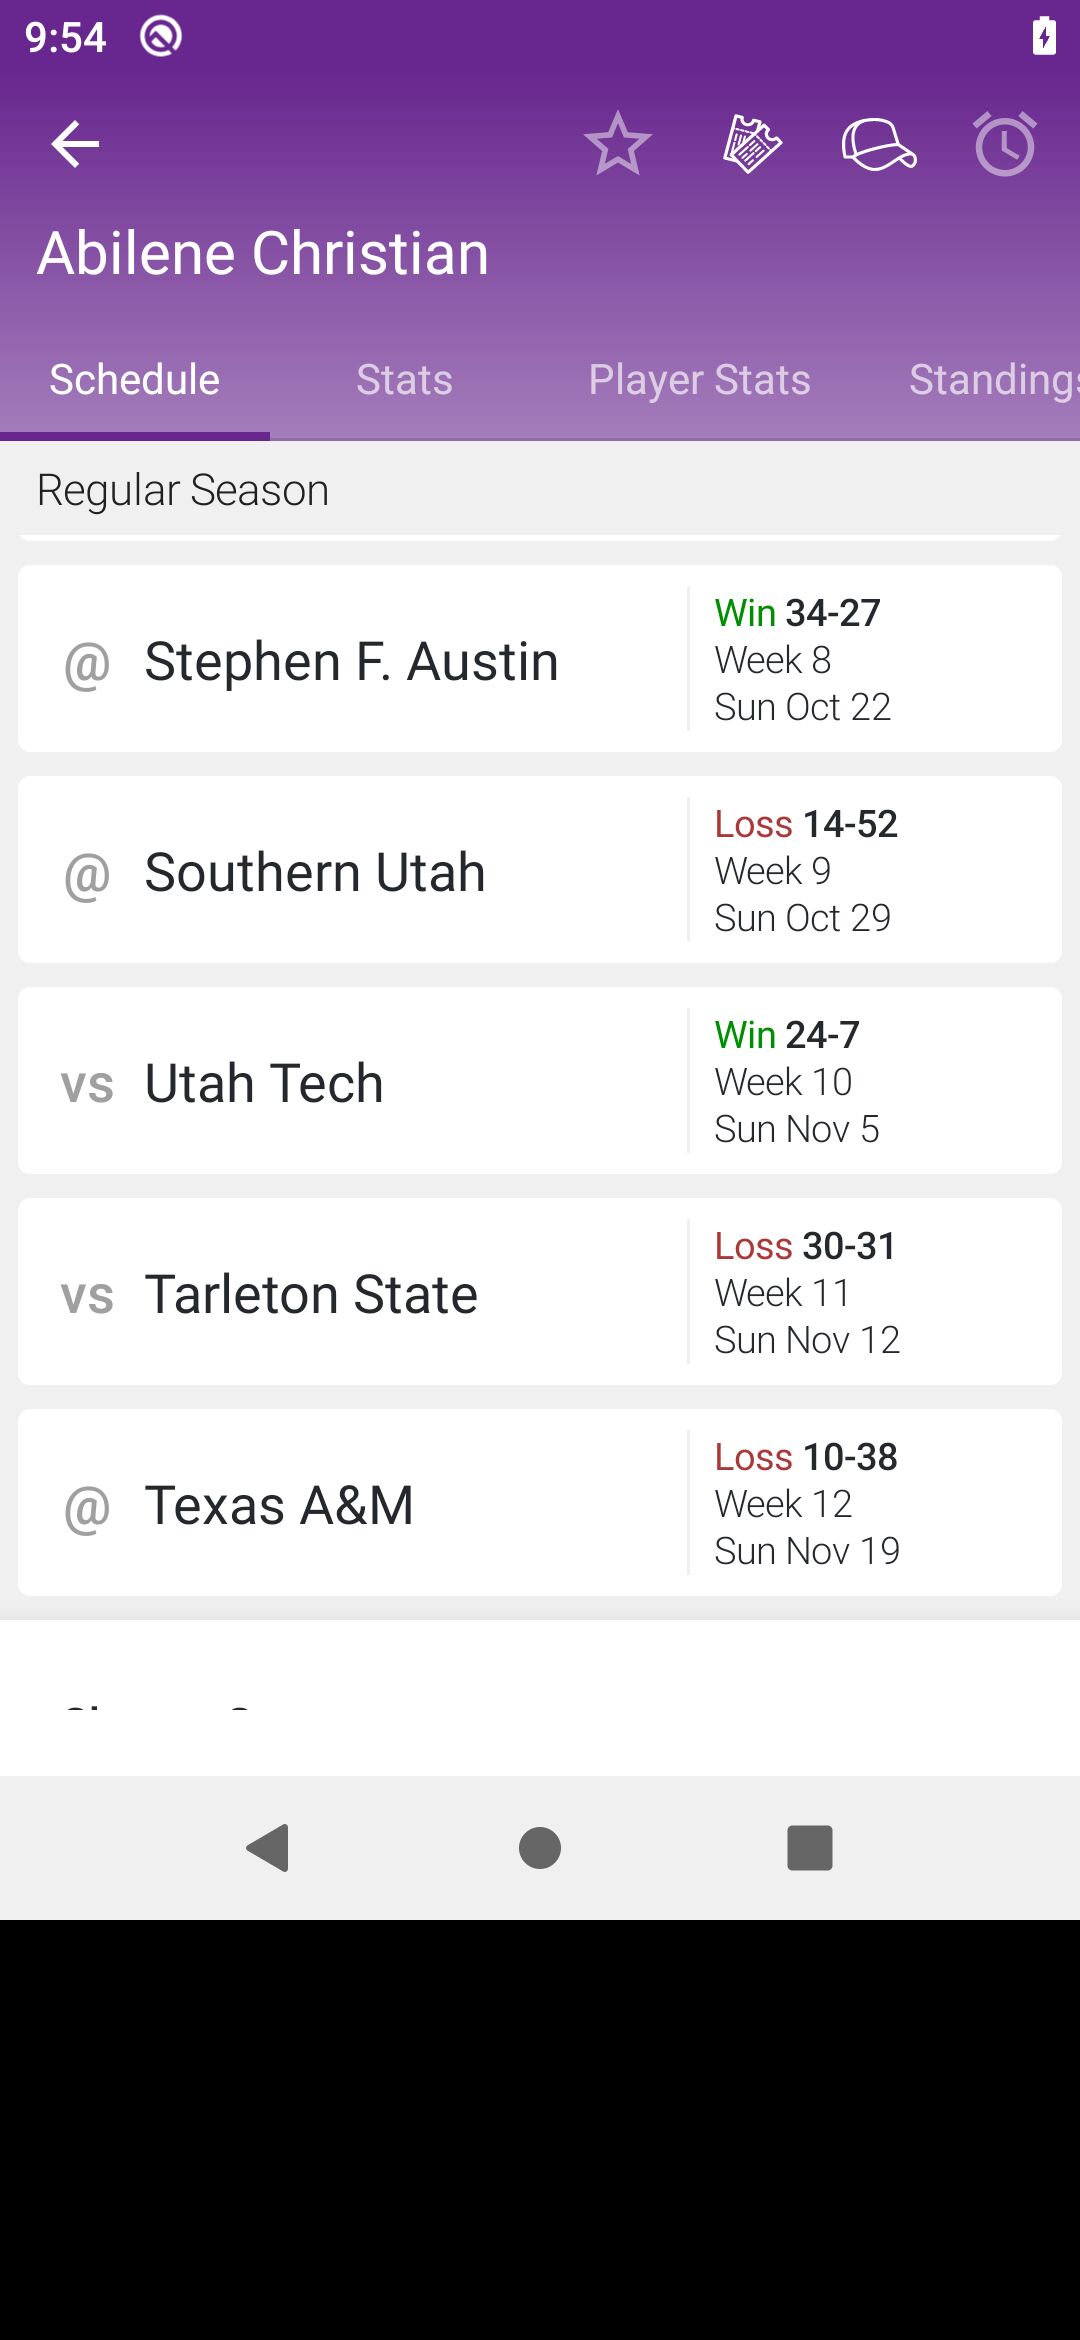 9:54
Abilene Christian
Schedule Stats Player Stats Standings
Regular Season
@ Stephen F. Austin
Win 34-27
Week 8
Sun Oct 22
@ Southern Utah
Loss 14-52
Week 9
Sun Oct 29
vs Utah Tech
Win 24-7
Week 10
Sun Nov 5
vs Tarleton State
Loss 30-31
Week 11
Sun Nov 12
@ Texas A&M
Loss 10-38
Week 12
Sun Nov 19